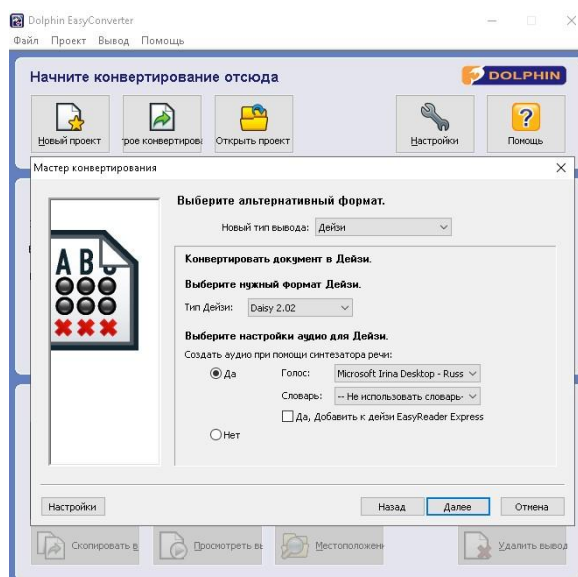 Dolphin EasyConverter
Файл Проект Вывод Помощь
Начните конвертирование отсюда
DOLPHIN
Новый проект
рое конвертирова
Открыть проект
Настройки
Помощь
Мастер конвертирования
Выберите альтернативный формат.
Новый тип вывода: Дейзи
Конвертировать документ в Дейзи.
Выберите нужный формат Дейзи.
Тип Дейзи: Daisy 2.02
Выберите настройки аудио для Дейзи.
Создать аудио при помощи синтезатора речи:
Да
Голос: Microsoft Irina Desktop - Russ
Словарь: -- Не использовать словарь-
Да, Добавить к дейзи EasyReader Express
Нет
Настройки
Назад
Далее
Отмена
Скопировать в
Просмотреть вы
Местоположен
Удалить вывод